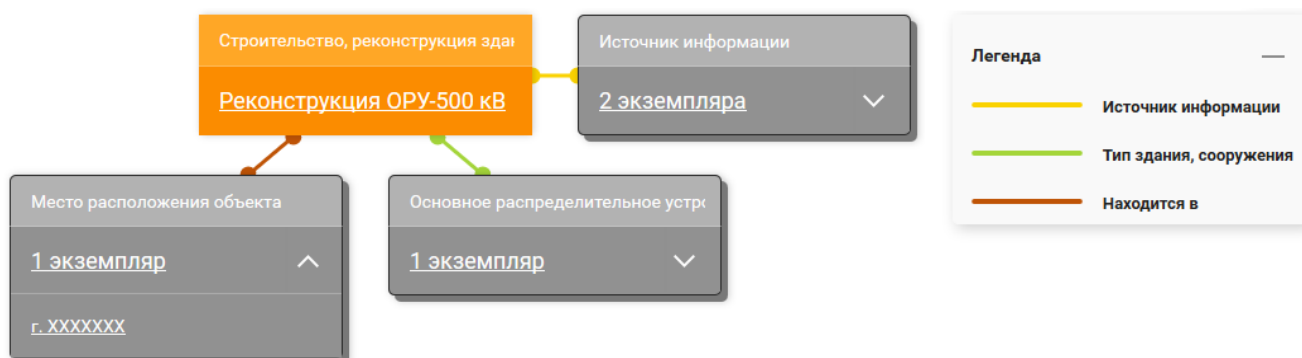 Строительство, реконструкция здан
Реконструкция ОРУ-500 кВ
Источник информации
2 экземпляра
Место расположения объекта
1 экземпляр
г. XXXXXXX
Основное распределительное устро
1 экземпляр
Легенда
Источник информации
Тип здания, сооружения
Находится в